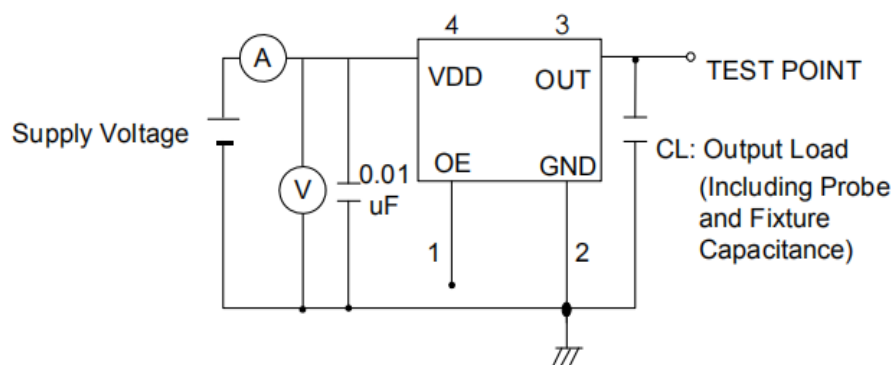 4 3
A
VDD OUT
TEST POINT
Supply Voltage
V
0.01
uF
OE GND
CL: Output Load
(Including Probe
and Fixture
Capacitance)
1 2